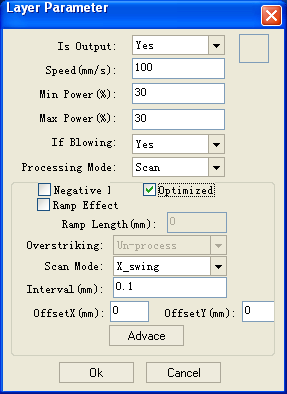 Layer Parameter
Is Output: Yes
Speed(mm/s): 100
Min Power(%): 30
Max Power(%): 30
If Blowing: Yes
Processing Mode: Scan
Negative l Optimized
Ramp Effect
Ramp Length(mm): 0
Overstriking: Un-process
Scan Mode: X_swing
Interval(mm): 0.1
OffsetX(mm): 0 OffsetY(mm): 0
Advace
Ok Cancel